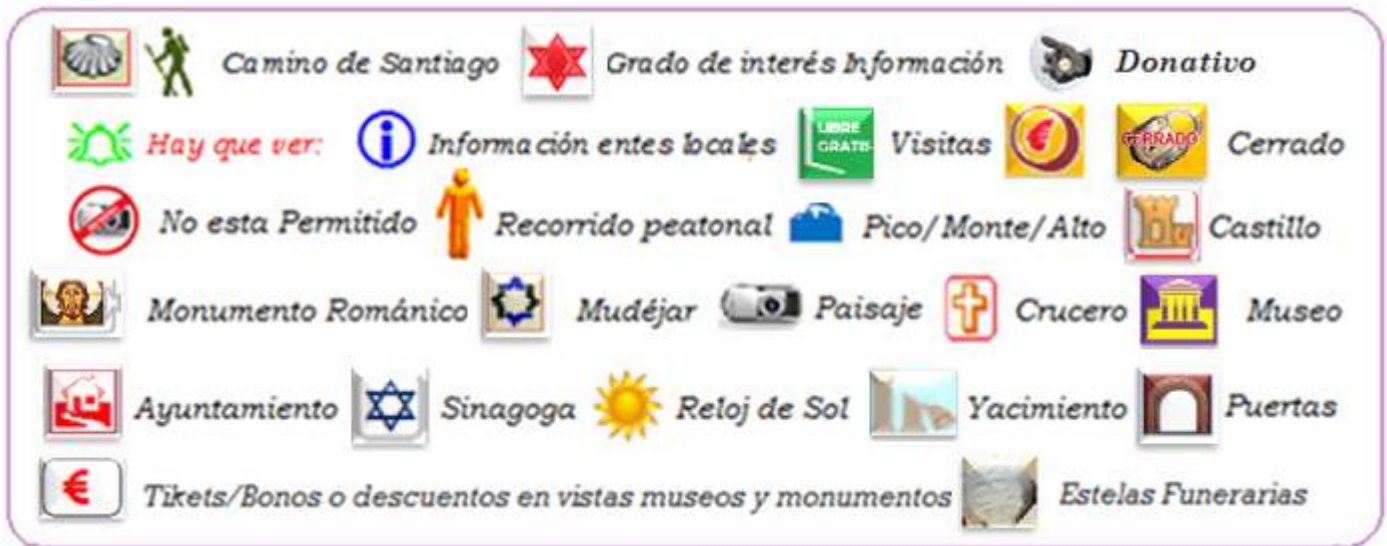 Camino de Santiago Grado de interés Información Donativo
Hay que ver: i Información entes locales LIBRE GRATIS Visitas € CERRADO Cerrado
No esta Permitido Recorrido peatonal Pico/Monte/Alto Castillo
Monumento Románico Mudéjar Paisaje Crucero Museo
Ayuntamiento Sinagoga Reloj de Sol Yacimiento Puertas
€ Tikets/Bonos o descuentos en vistas museos y monumentos Estelas Funerarias